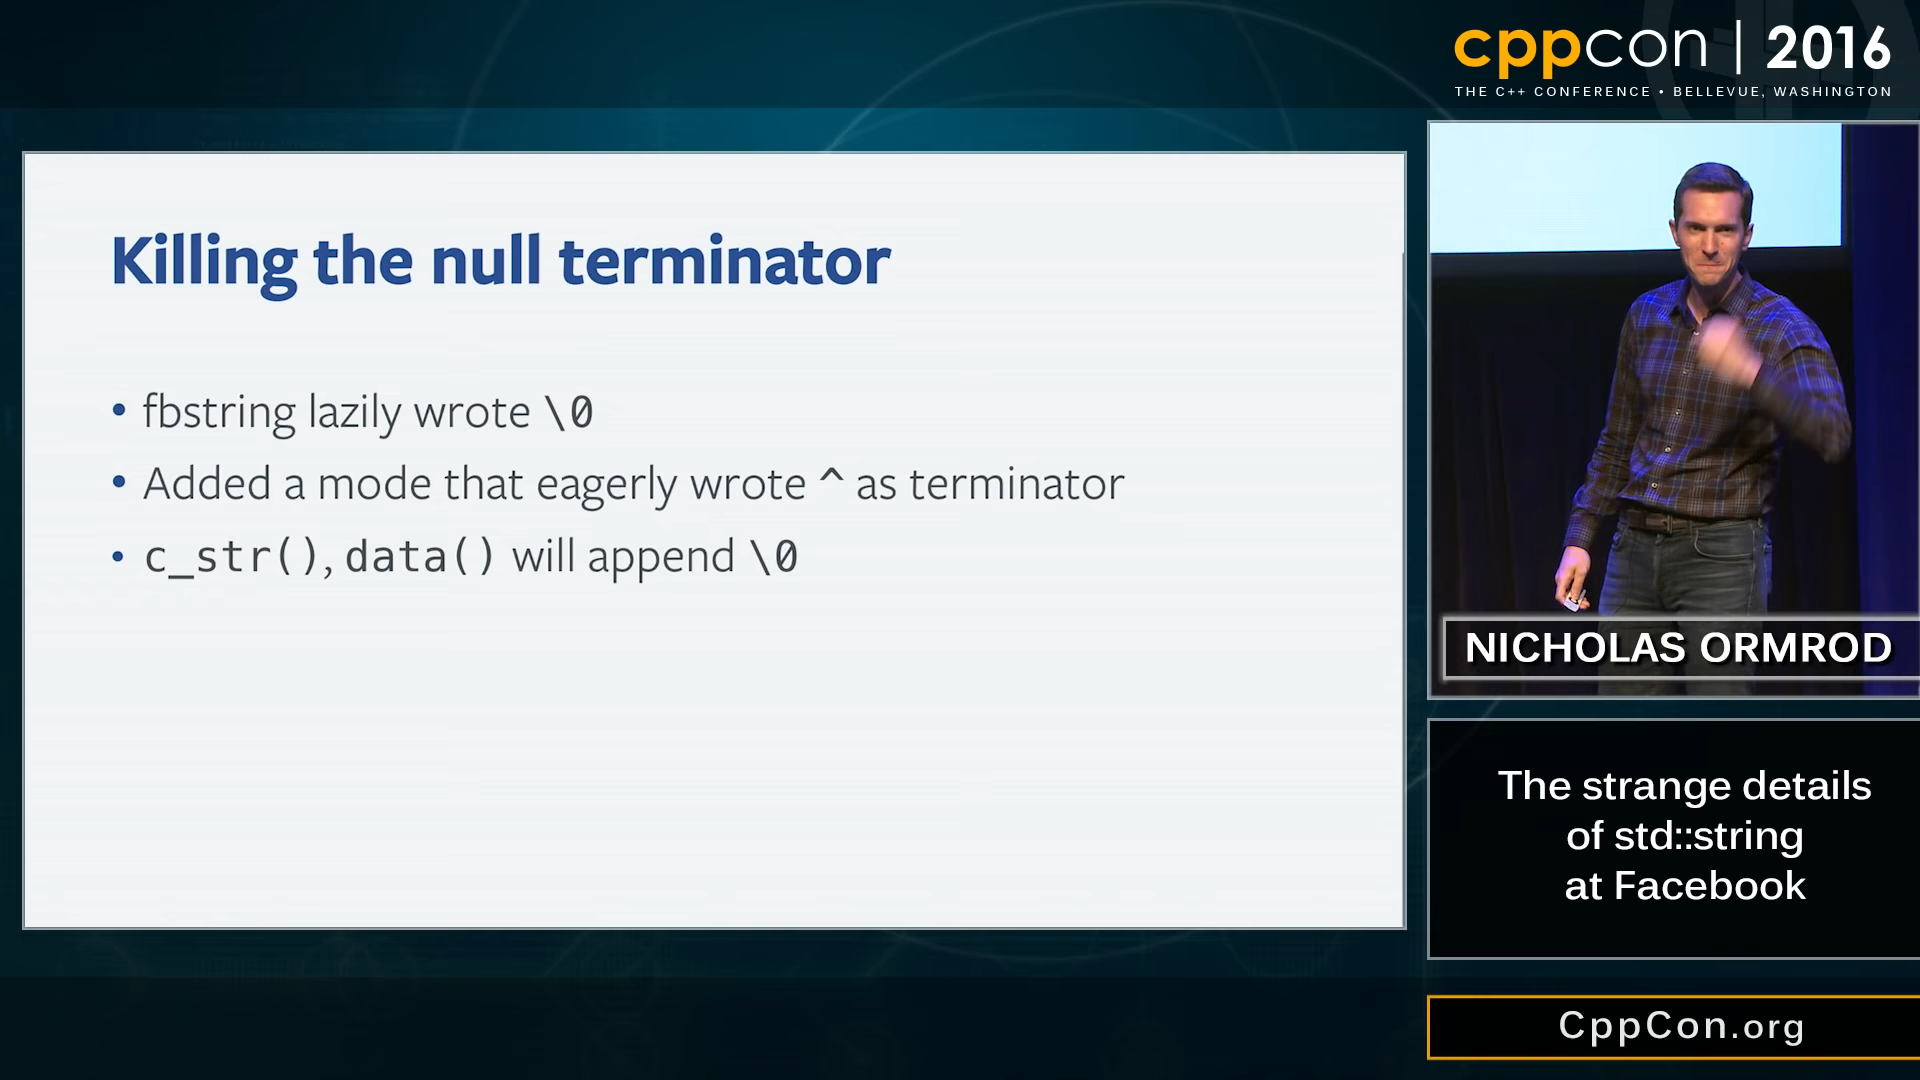 cppcon | 2016
THE C++ CONFERENCE • BELLEVUE, WASHINGTON
Killing the null terminator
• fbstring lazily wrote \0
• Added a mode that eagerly wrote ^ as terminator
• c_str(), data() will append \0
NICHOLAS ORMROD
The strange details
of std::string
at Facebook
CppCon.org